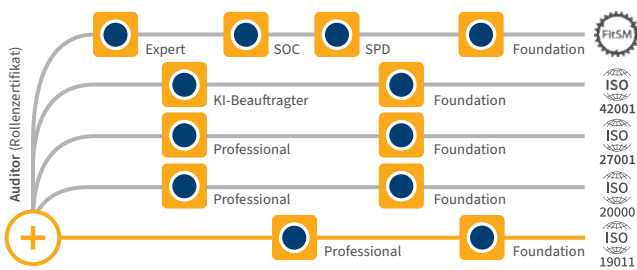 Auditor (Rollenzertifikat)
Expert SOC SPD Foundation FitSM
KI-Beauftragter Foundation ISO 42001
Professional Foundation ISO 27001
Professional Foundation ISO 20000
Professional Foundation ISO 19011